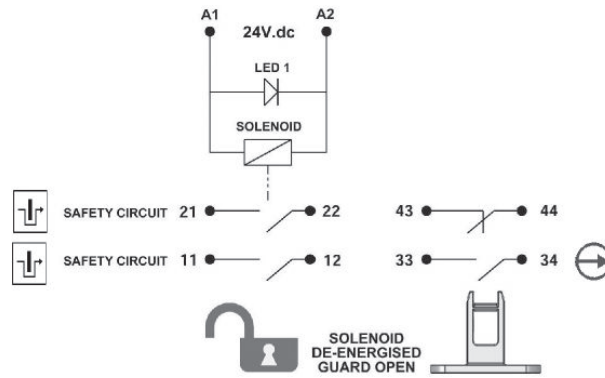 A1 A2
24V.dc
LED 1
SOLENOID
SAFETY CIRCUIT 21 22 43 44
SAFETY CIRCUIT 11 12 33 34
SOLENOID
DE-ENERGISED
GUARD OPEN